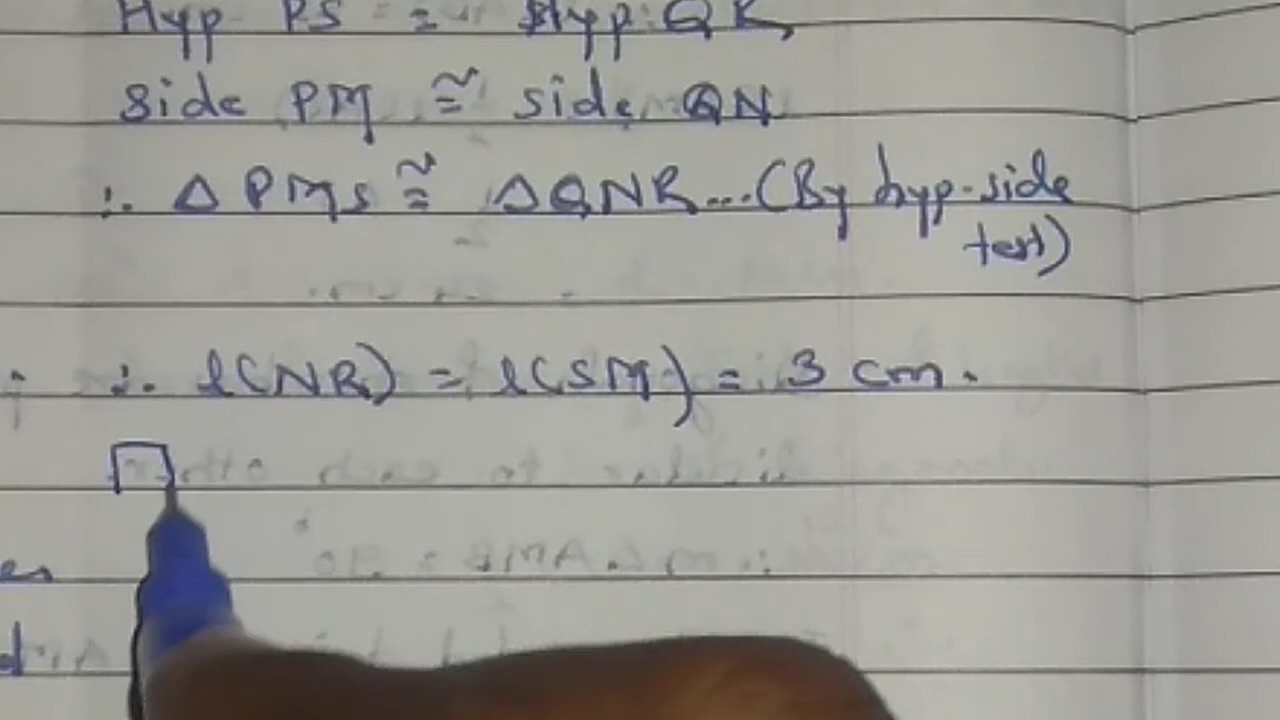 Hyp PS = Hyp QR
side PM ≅ side QN
∴ △PMS ≅ △QNR...(By hyp-side
test)
∴ l(NR) = l(SM) = 3 cm.